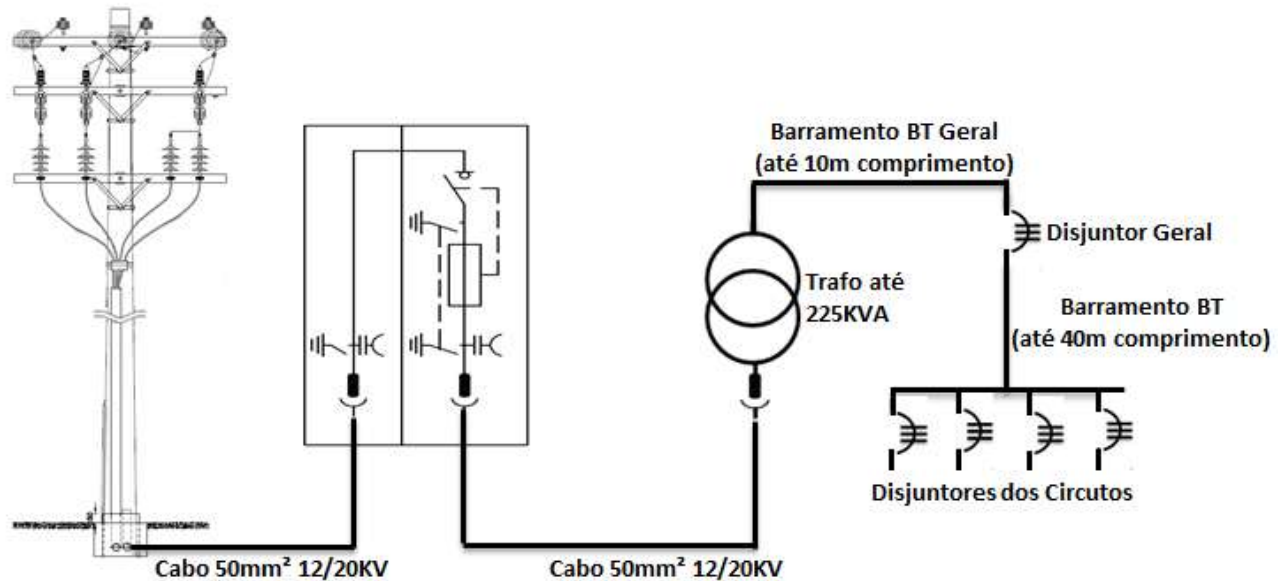 Barramento BT Geral
(até 10m comprimento)
Disjuntor Geral
Trafo até
225KVA
Barramento BT
(até 40m comprimento)
Disjuntores dos Circutos
Cabo 50mm² 12/20KV
Cabo 50mm² 12/20KV